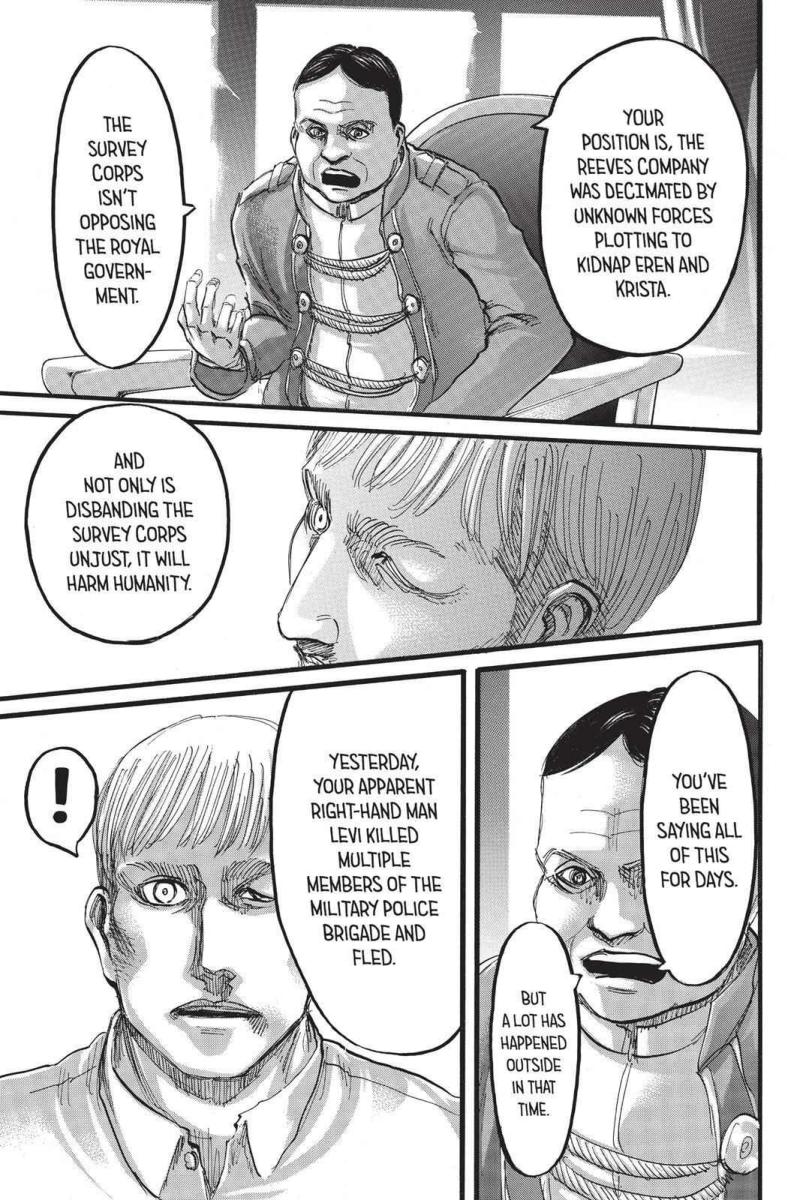 YOUR
POSITION IS, THE
REEVES COMPANY
WAS DECIMATED BY
UNKNOWN FORCES
PLOTTING TO
KIDNAP EREN AND
KRISTA.
THE
SURVEY
CORPS
ISN'T
OPPOSING
THE ROYAL
GOVERN-
MENT.
AND
NOT ONLY IS
DISBANDING THE
SURVEY CORPS
UNJUST, IT WILL
HARM HUMANITY.
YOU'VE
BEEN
SAYING ALL
OF THIS
FOR DAYS.
BUT
A LOT HAS
HAPPENED
OUTSIDE
IN THAT
TIME.
YESTERDAY,
YOUR APPARENT
RIGHT-HAND MAN
LEVI KILLED
MULTIPLE
MEMBERS OF THE
MILITARY POLICE
BRIGADE AND
FLED.
!